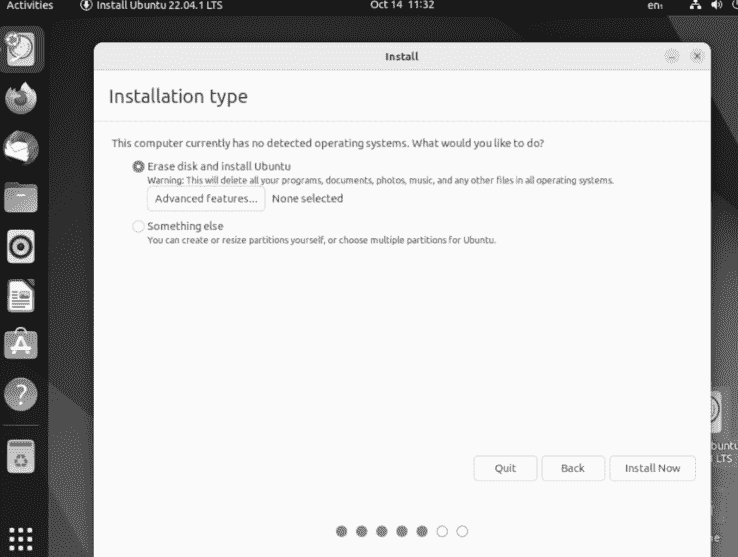 Activities Install Ubuntu 22.04.1 LTS Oct 14 11:32 en₁
Install
Installation type
This computer currently has no detected operating systems. What would you like to do?
Erase disk and install Ubuntu
Warning: This will delete all your programs, documents, photos, music, and any other files in all operating systems.
Advanced features... None selected
Something else
You can create or resize partitions yourself, or choose multiple partitions for Ubuntu.
buntu
LTS
Quit Back Install Now